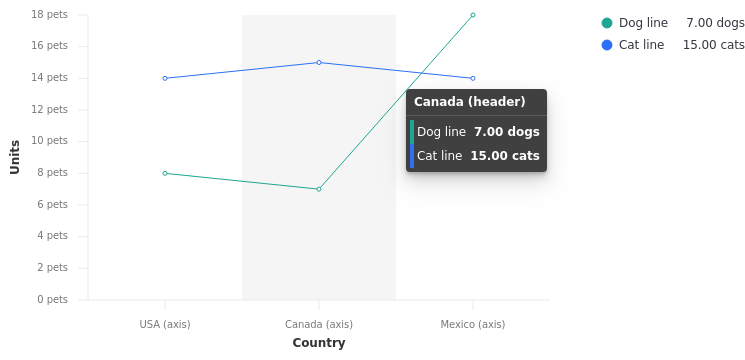 18 pets
16 pets
14 pets
12 pets
10 pets
8 pets
6 pets
4 pets
2 pets
0 pets
Units
USA (axis)
Canada (axis)
Mexico (axis)
Country
Canada (header)
Dog line 7.00 dogs
Cat line 15.00 cats
Dog line 7.00 dogs
Cat line 15.00 cats